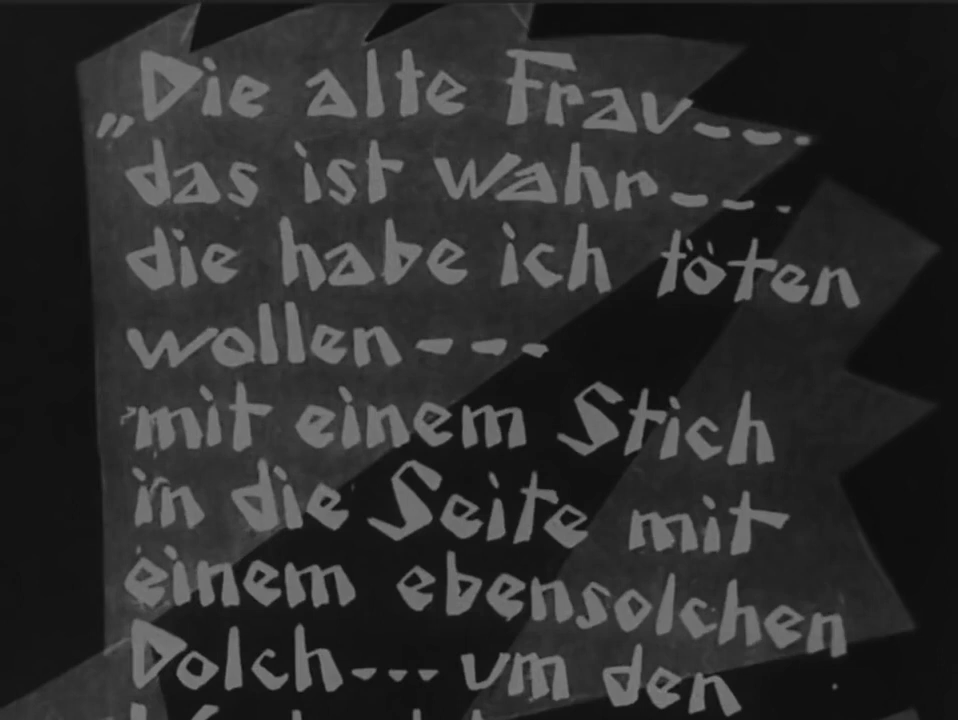 „Die alte Frau---
das ist wahr---
die habe ich töten
wollen---
mit einem Stich
in die Seite mit
einem ebensolchen
Dolch---um den